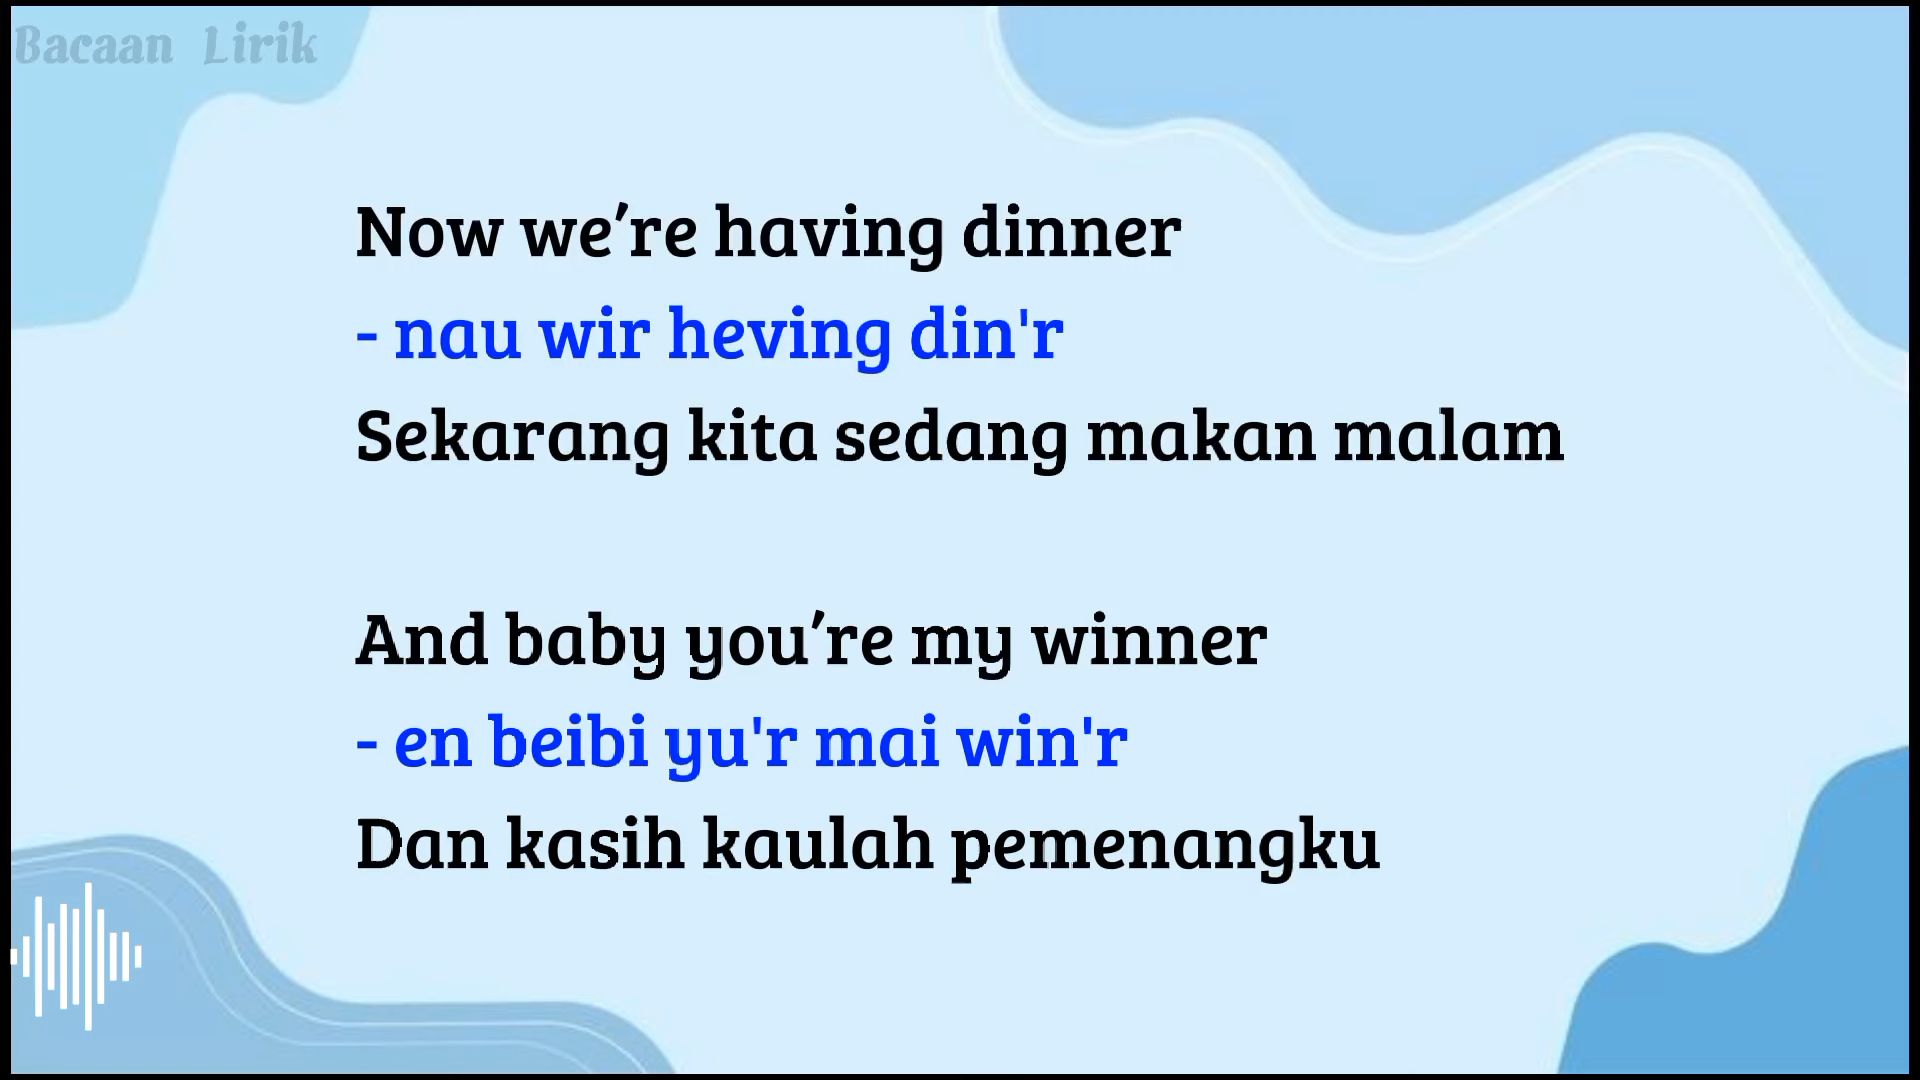 Bacaan Lirik
Now we’re having dinner
- nau wir heving din'r
Sekarang kita sedang makan malam
And baby you’re my winner
- en beibi yu'r mai win'r
Dan kasih kaulah pemenangku